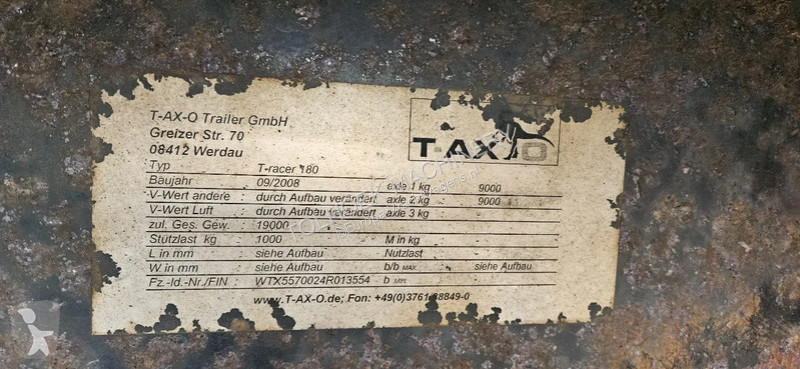 T-AX-O Trailer GmbH
Greizer Str. 70
08412 Werdau
T-AX O
Typ T-racer 180
Baujahr : 09/2008 axle 1 kg 9000
V-Wert andere : durch Aufbau verändert axle 2 kg 9000
V-Wert Luft : durch Aufbau verändert axle 3 kg
zul. Ges. Gew. : 19000
Stützlast kg : 1000 M in kg
L in mm : siehe Aufbau Nutzlast
W in mm : siehe Aufbau b/b MAX : siehe Aufbau
Fz.-Id.-Nr./FIN : WTX5570024R013554 b
www.T-AX-O.de; Fon: +49(0)3761 88849-0